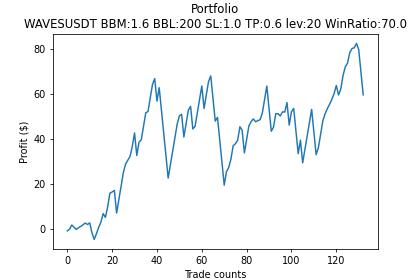 Portfolio
WAVESUSDT BBM:1.6 BBL:200 SL:1.0 TP:0.6 lev:20 WinRatio:70.0
80
60
40
20
0
Profit ($)
0 20 40 60 80 100 120
Trade counts